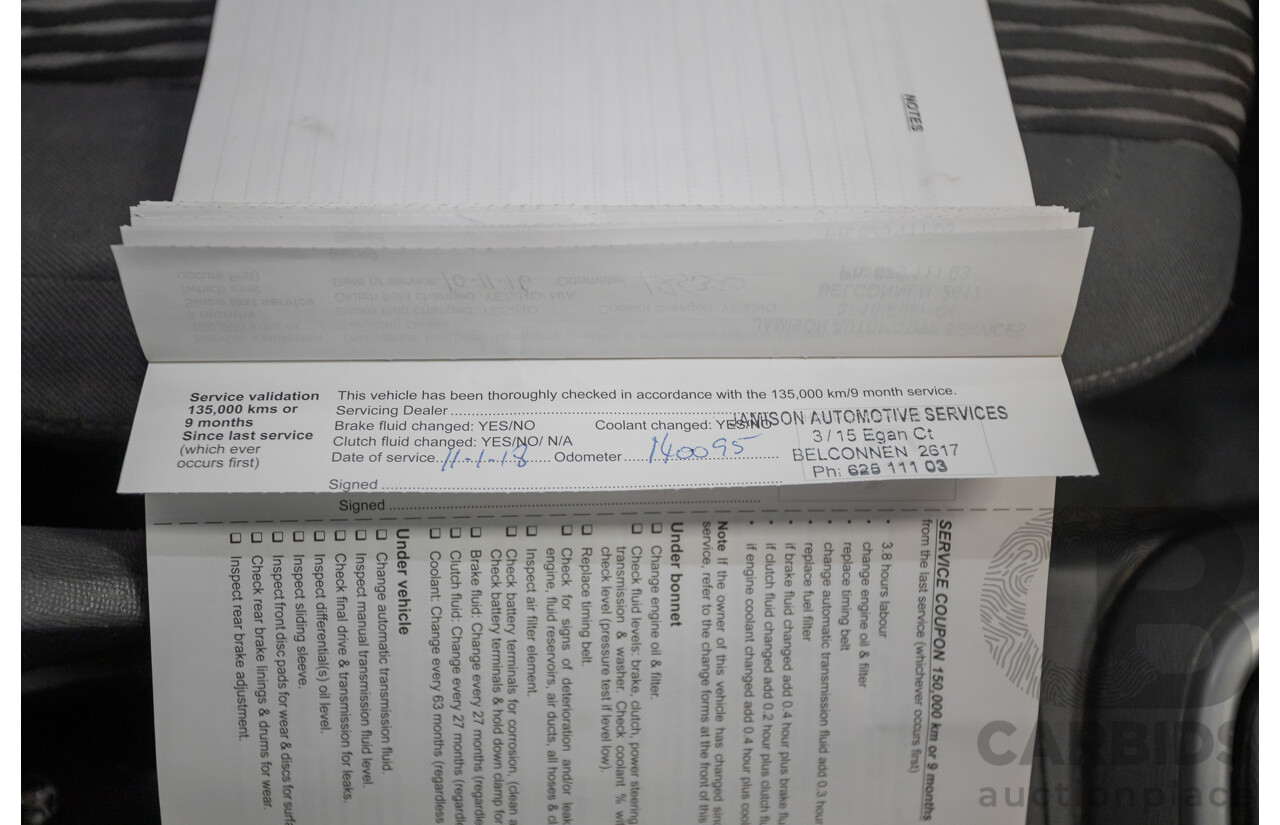 NOTES
Service validation
135,000 kms or
9 months
Since last service
(which ever
occurs first)
This vehicle has been thoroughly checked in accordance with the 135,000 km/9 month service.
Servicing Dealer
Brake fluid changed: YES/NO Coolant changed: YES/NO
Clutch fluid changed: YES/NO/ N/A
Date of service 11-1-18 Odometer 140095
Signed
JAMISON AUTOMOTIVE SERVICES
3/15 Egan Ct
BELCONNEN 2617
Ph: 625 111 03
Signed
SERVICE COUPON 150,000 km or 9 months
from the last service (whichever occurs first)
• 3.8 hours labour
• change engine oil & filter
replace timing belt
change automatic transmission fluid add 0.3 hour
• replace fuel filter
• if brake fluid changed add 0.4 hour plus brake
• if clutch fluid changed add 0.2 hour plus clutch
• if engine coolant changed add 0.4 hour plus
Note If the owner of this vehicle has changed
service, refer to the change forms at the front of this
Under bonnet
❑ Change engine oil & filter.
❑ Check fluid levels: brake, clutch, power steering
transmission & washer. Check coolant %
check level (pressure test if level low).
❑ Replace timing belt.
❑ Check for signs of deterioration and/or
engine, fluid reservoirs, air ducts, all hoses &
❑ Inspect air filter element.
❑ Check battery terminals for corrosion, (clean
Check battery terminals & hold down clamp for
❑ Brake fluid: Change every 27 months
❑ Clutch fluid: Change every 27 months
❑ Coolant: Change every 63 months (regardless
Under vehicle
❑ Change automatic transmission fluid.
❑ Inspect manual transmission fluid level.
❑ Check final drive & transmission for leaks.
❑ Inspect differential(s) oil level.
❑ Inspect sliding sleeve.
❑ Inspect front disc pads for wear & discs for
❑ Check rear brake linings & drums for wear.
❑ Inspect rear brake adjustment.
CARBIDS